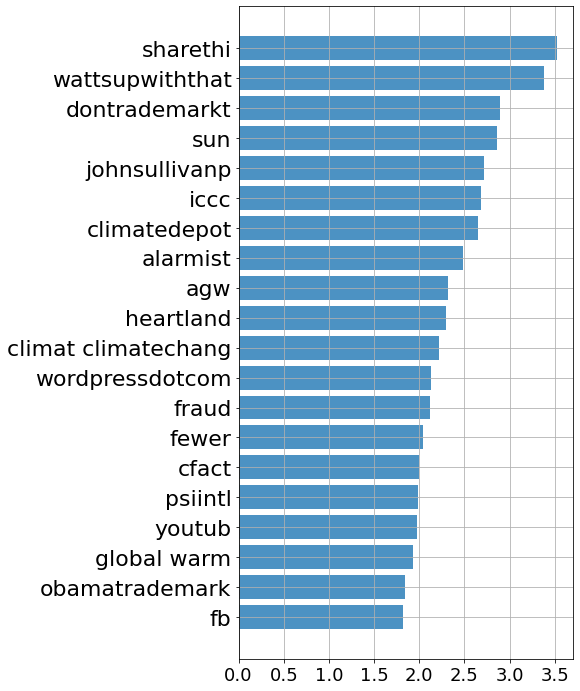 sharethi
wattsupwiththat
dontrademarkt
sun
johnsullivanp
iccc
climatedepot
alarmist
agw
heartland
climat climatechang
wordpressdotcom
fraud
fewer
cfact
psiintl
youtub
global warm
obamatrademark
fb
0.0 0.5 1.0 1.5 2.0 2.5 3.0 3.5